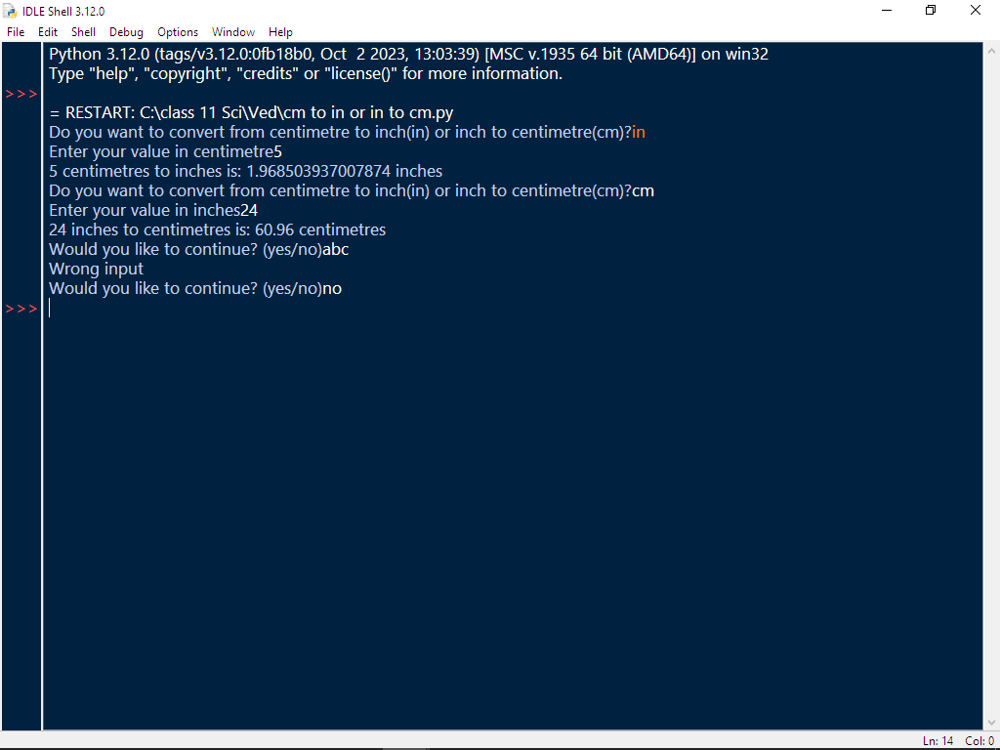 IDLE Shell 3.12.0
File Edit Shell Debug Options Window Help
Python 3.12.0 (tags/v3.12.0:0fb18b0, Oct  2 2023, 13:03:39) [MSC v.1935 64 bit (AMD64)] on win32
Type "help", "copyright", "credits" or "license()" for more information.
>>>
= RESTART: C:\class 11 Sci\Ved\cm to in or in to cm.py
Do you want to convert from centimetre to inch(in) or inch to centimetre(cm)?in
Enter your value in centimetre5
5 centimetres to inches is: 1.968503937007874 inches
Do you want to convert from centimetre to inch(in) or inch to centimetre(cm)?cm
Enter your value in inches24
24 inches to centimetres is: 60.96 centimetres
Would you like to continue? (yes/no)abc
Wrong input
Would you like to continue? (yes/no)no
>>>
Ln: 14 Col: 0